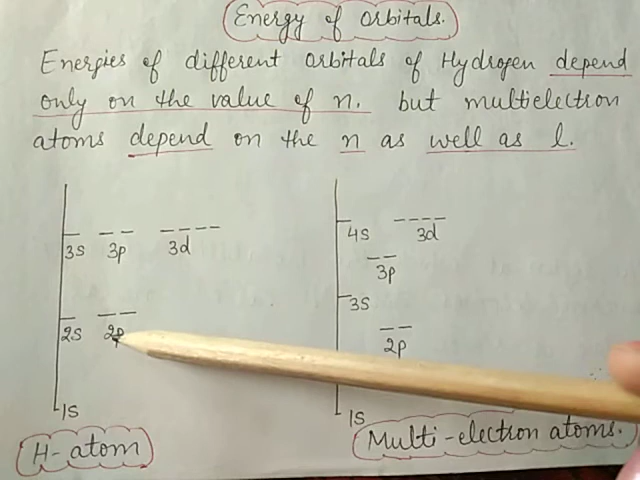 Energy of orbitals.
Energies of different orbitals of Hydrogen depend
only on the value of n. but multielectron
atoms depend on the n as well as l.
3s 3p 3d
2s 2p
1s
H-atom
4s 3d
3p
3s
2p
1s
Multi-electron atoms.